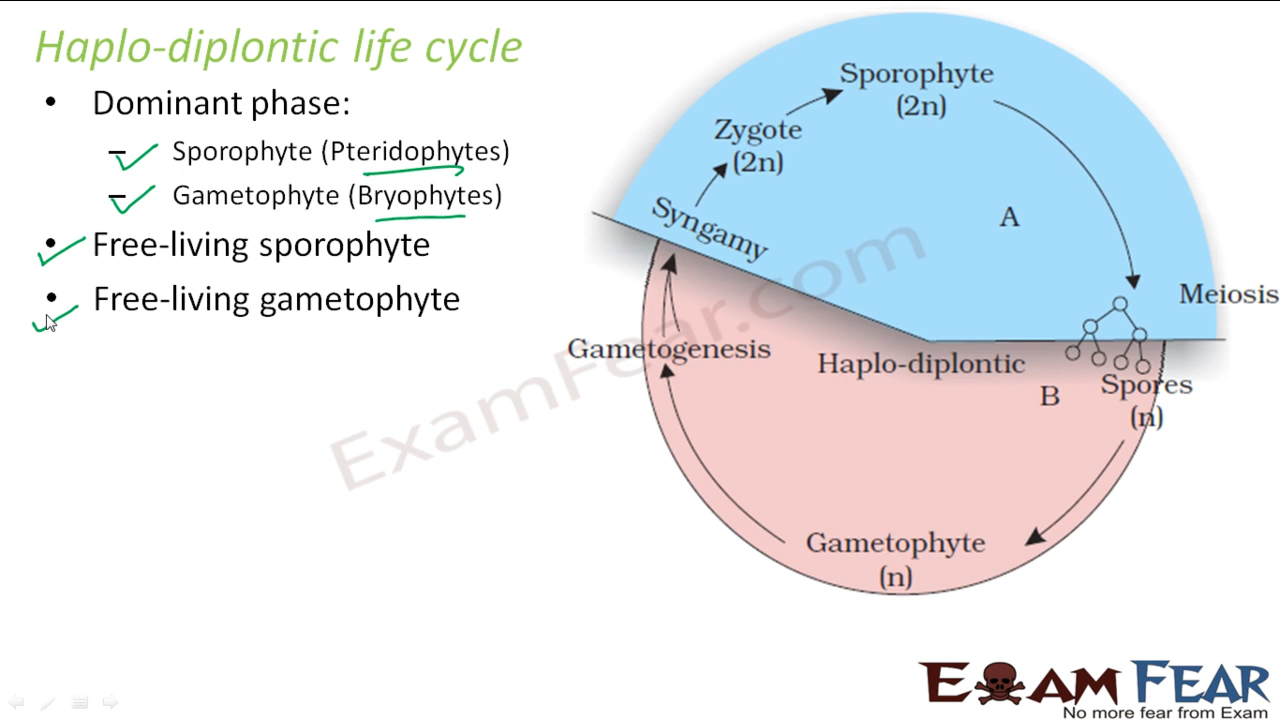 Haplo-diplontic life cycle
• Dominant phase:
– Sporophyte (Pteridophytes)
– Gametophyte (Bryophytes)
• Free-living sporophyte
• Free-living gametophyte
Sporophyte
(2n)
Zygote
(2n)
Syngamy
A
Meiosis
Gametogenesis
Haplo-diplontic
B
Spores
(n)
Gametophyte
(n)
ExamFear.com
EXAM FEAR
No more fear from Exam